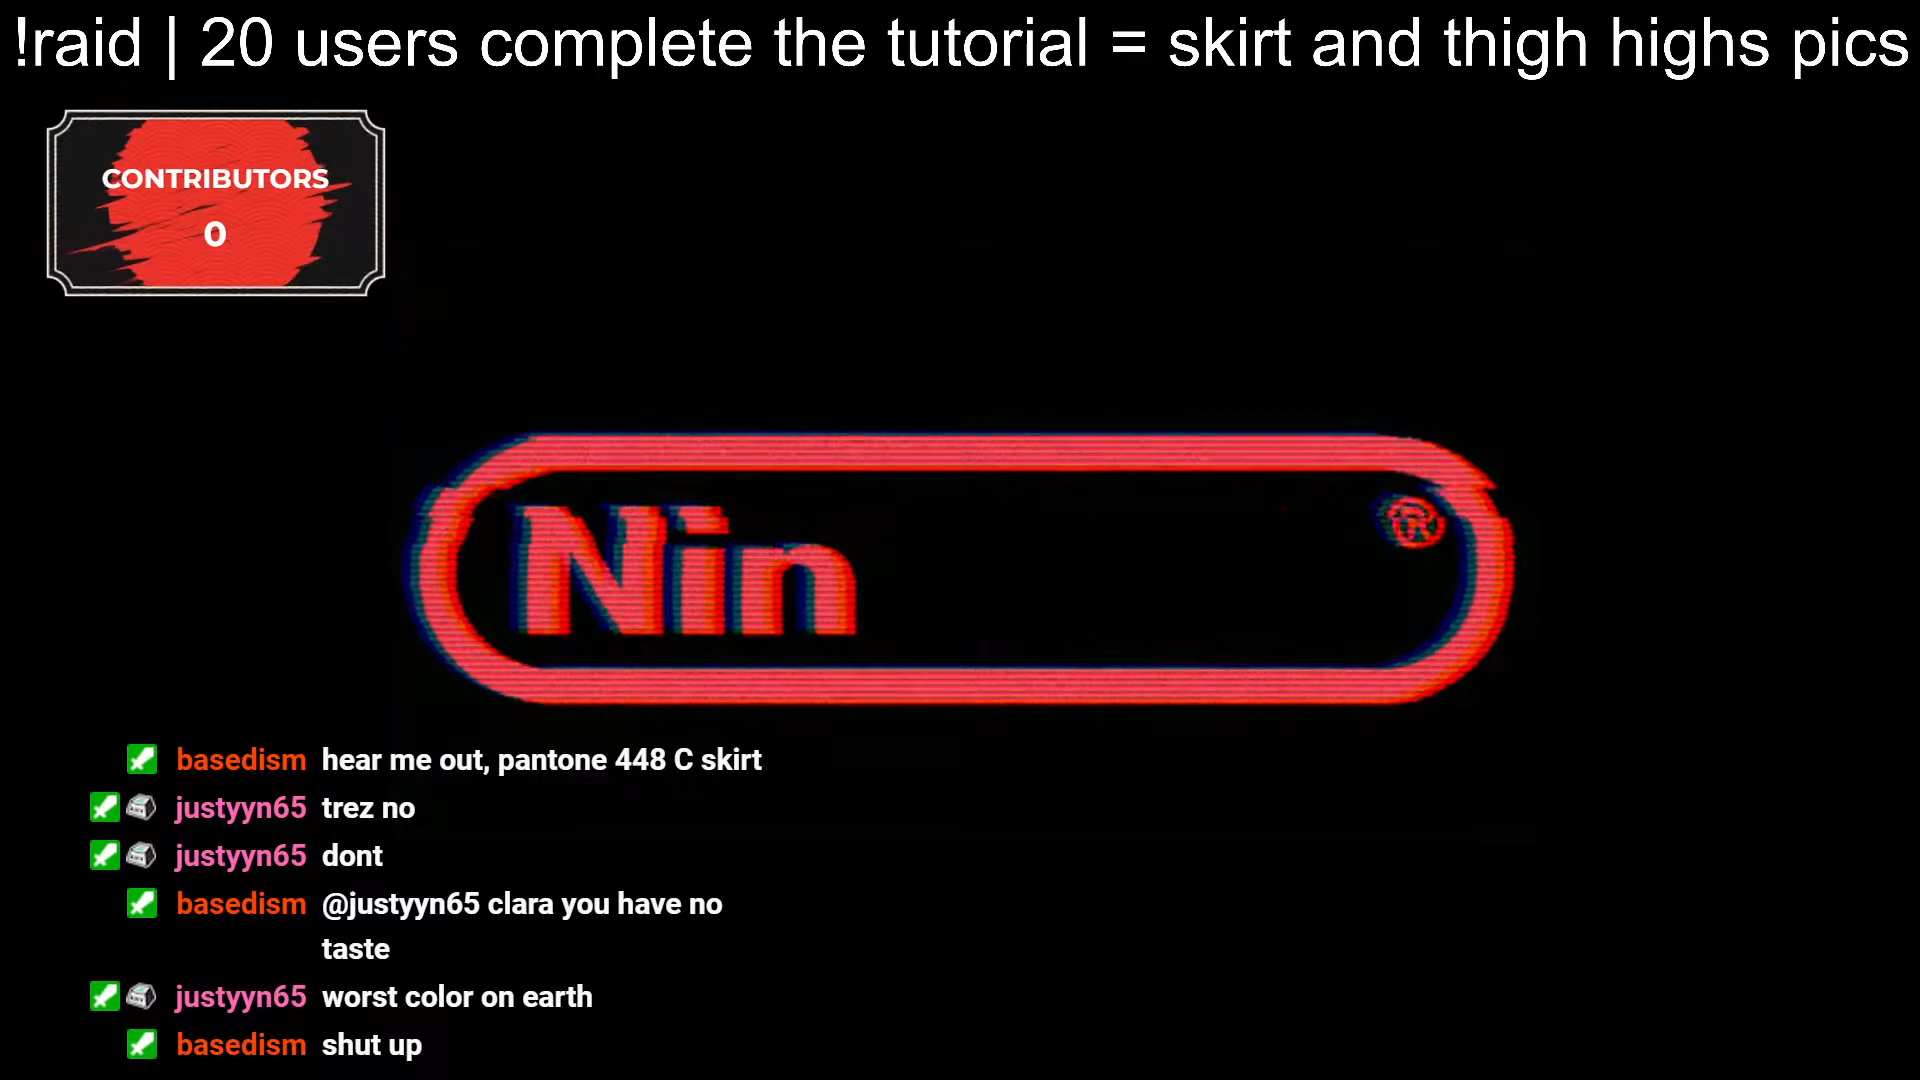 !raid | 20 users complete the tutorial = skirt and thigh highs pics
CONTRIBUTORS
0
Nin ®
basedism hear me out, pantone 448 C skirt
justyyn65 trez no
justyyn65 dont
basedism @justyyn65 clara you have no
taste
justyyn65 worst color on earth
basedism shut up